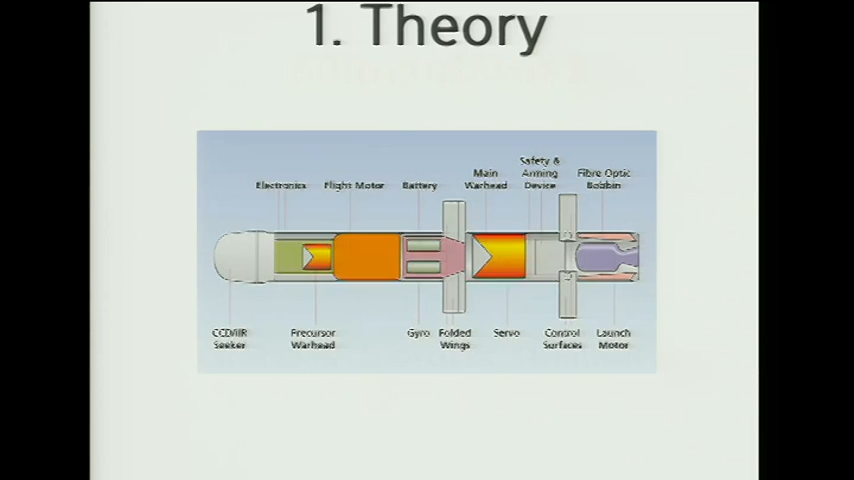 1. Theory
Safety &
Main Arming Fibre Optic
Electronics Flight Motor Battery Warhead Device Bobbin
CCD/IIR Precursor Gyro Folded Servo Control Launch
Seeker Warhead Wings Surfaces Motor